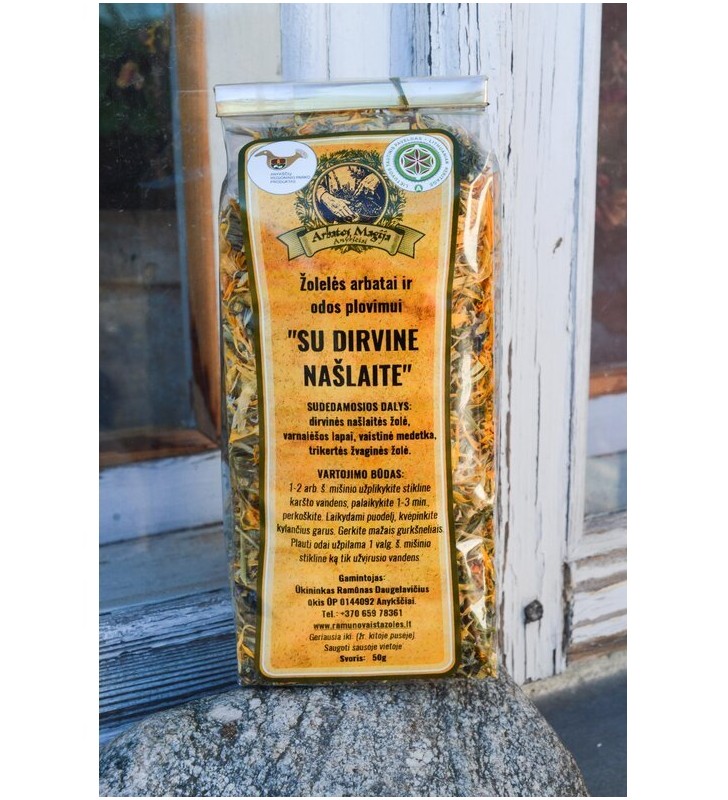 Arbatos Magija
Anykščiai
Žolelės arbatai ir
odos plovimui
"SU DIRVINE
NAŠLAITE"
SUDEDAMOSIOS DALYS:
dirvinės našlaitės žolė,
varnalėšos lapai, vaistinė medetka,
trikertės žvaginės žolė.
VARTOJIMO BŪDAS:
1-2 arb. š. mišinio užplikykite stikline
karšto vandens, palaikykite 1-3 min.,
perkoškite. Laikydami puodelį, kvėpinkite
kylančius garus. Gerkite mažais gurkšneliais.
Plauti odai užpilama 1 valg. š. mišinio
stikline ką tik užvirusio vandens.
Gamintojas:
Ūkininkas Ramūnas Daugelavičius
ūkis ŪP 0144092 Anykščiai.
Tel.: +370 659 78361
www.ramunovaistazoles.lt
Geriausia iki: (žr. kitoje pusėje).
Saugoti sausoje vietoje
Svoris: 50g